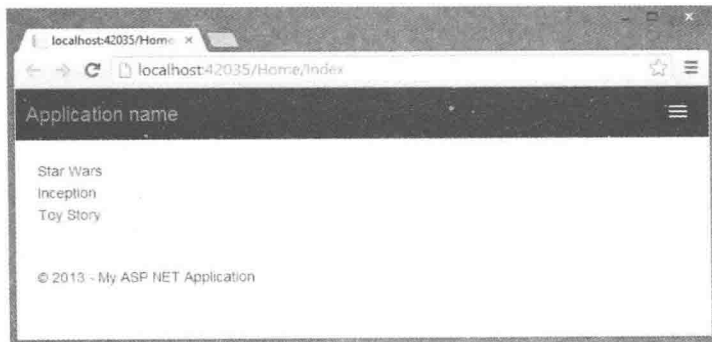 localhost:42035/Home
localhost:42035/Home/Index
Application name
Star Wars
Inception
Toy Story
© 2013 - My ASP NET Application